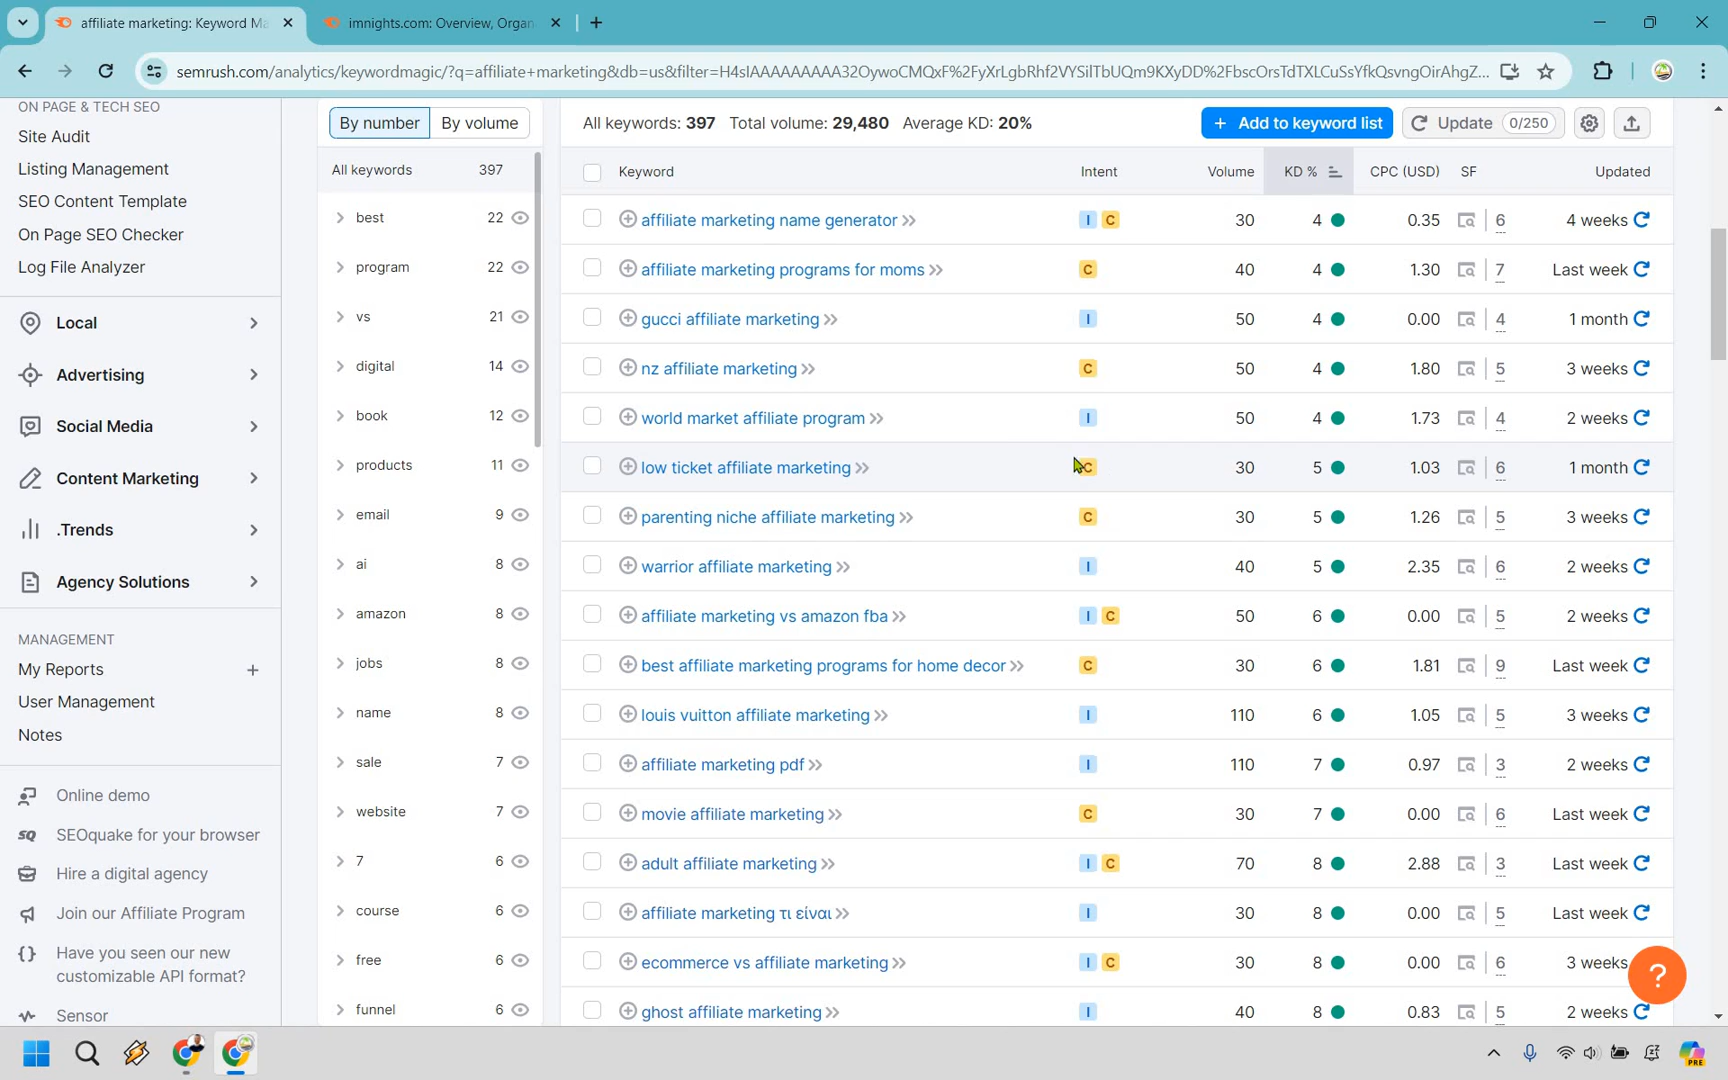 affiliate marketing: Keyword Ma
imnights.com: Overview, Organ
semrush.com/analytics/keywordmagic/?q=affiliate+marketing&db=us&filter=H4sIAAAAAAAA32OywoCMQxF%2FyXrLgbRhf2VYSilTbUQm9KXyDD%2FbscOrsTdTXLCuSsYfkQsvngOirAhgZ...
ON PAGE & TECH SEO
Site Audit
Listing Management
SEO Content Template
On Page SEO Checker
Log File Analyzer
Local
Advertising
Social Media
Content Marketing
.Trends
Agency Solutions
MANAGEMENT
My Reports +
User Management
Notes
Online demo
SQ SEOquake for your browser
Hire a digital agency
Join our Affiliate Program
{} Have you seen our new
customizable API format?
Sensor
By number By volume
All keywords 397
best 22
program 22
vs 21
digital 14
book 12
products 11
email 9
ai 8
amazon 8
jobs 8
name 8
sale 7
website 7
7 6
course 6
free 6
funnel 6
All keywords: 397 Total volume: 29,480 Average KD: 20%
+ Add to keyword list Update 0/250
Keyword Intent Volume KD % CPC (USD) SF Updated
affiliate marketing name generator I C 30 4 0.35 6 4 weeks
affiliate marketing programs for moms C 40 4 1.30 7 Last week
gucci affiliate marketing I 50 4 0.00 4 1 month
nz affiliate marketing C 50 4 1.80 5 3 weeks
world market affiliate program I 50 4 1.73 4 2 weeks
low ticket affiliate marketing C 30 5 1.03 6 1 month
parenting niche affiliate marketing C 30 5 1.26 5 3 weeks
warrior affiliate marketing I 40 5 2.35 6 2 weeks
affiliate marketing vs amazon fba I C 50 6 0.00 5 2 weeks
best affiliate marketing programs for home decor C 30 6 1.81 9 Last week
louis vuitton affiliate marketing I 110 6 1.05 5 3 weeks
affiliate marketing pdf I 110 7 0.97 3 2 weeks
movie affiliate marketing C 30 7 0.00 6 Last week
adult affiliate marketing I C 70 8 2.88 3 Last week
affiliate marketing τι είναι I 30 8 0.00 5 Last week
ecommerce vs affiliate marketing I C 30 8 0.00 6 3 weeks
ghost affiliate marketing I 40 8 0.83 5 2 weeks
?
PRE